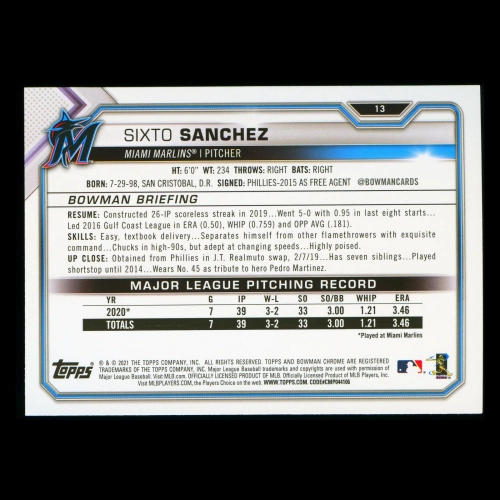 13
M
SIXTO SANCHEZ
MIAMI MARLINS® | PITCHER
HT: 6'0" WT: 234 THROWS: RIGHT BATS: RIGHT
BORN: 7-29-98, SAN CRISTOBAL, D.R. SIGNED: PHILLIES-2015 AS FREE AGENT @BOWMANCARDS
BOWMAN BRIEFING
RESUME: Constructed 26-IP scoreless streak in 2019...Went 5-0 with 0.95 in last eight starts...
Led 2016 Gulf Coast League in ERA (0.50), WHIP (0.759) and OPP AVG (.181).
SKILLS: Easy, textbook delivery...Separates himself from other flamethrowers with exquisite
command...Chucks in high-90s, but adept at changing speeds...Highly poised.
UP CLOSE: Obtained from Phillies in J.T. Realmuto swap, 2/7/19...Has seven siblings...Played
shortstop until 2014...Wears No. 45 as tribute to hero Pedro Martinez.
MAJOR LEAGUE PITCHING RECORD
YR G IP W-L SO SO/BB WHIP ERA
2020* 7 39 3-2 33 3.00 1.21 3.46
TOTALS 7 39 3-2 33 3.00 1.21 3.46
*Played at Miami Marlins
Topps
® & © 2021 THE TOPPS COMPANY, INC. ALL RIGHTS RESERVED. TOPPS AND BOWMAN CHROME ARE REGISTERED
TRADEMARKS OF THE TOPPS COMPANY, INC. Major League Baseball trademarks and copyrights are used with permission of
Major League Baseball. Visit MLB.com. OFFICIALLY LICENSED PRODUCT OF MLB Players, Inc.
Visit MLBPLAYERS.COM, the Players Choice on the web. WWW.TOPPS.COM. CODE#CMP044106